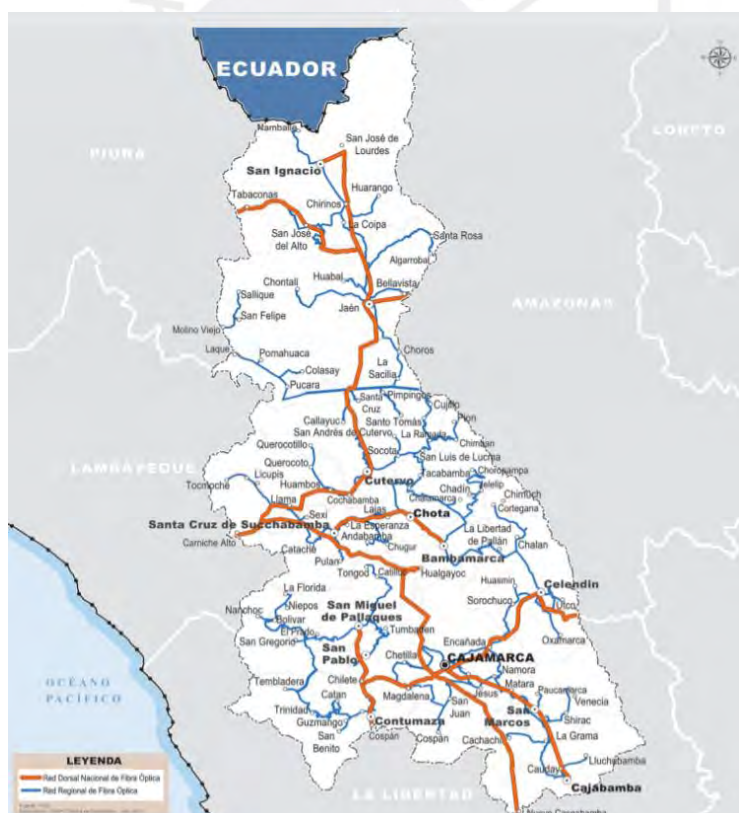 ECUADOR
LORETO
PIURA
Namballe
San José de
Lourdes
San Ignacio
Huarango
Tabaconas
Chirinos
La Coipa
San José
del Alto
Santa Rosa
Algarrobal
Huabal
Bellavista
Chontali
Sallique
AMAZONAS
Jaén
San Felipe
Molino Viejo
Choros
Laque
Pomahuaca
La
Sacilia
Colasay
Pucara
Santa
Cruz
Pimpingos
Cujillo
Callayuc
Santo Tomás
Pion
San Andrés de Cutervo
La Ramada
Chimban
Querocotillo
Socota
San Luis de Lucma
LAMBAYEQUE
Querocoto
Tacabamba
Choropampa
Licupis
Cutervo
Chadín
Tocmoche
Huambos
Chalamarca
Chimuch
Cochabamba
Cortegana
Llama
Lajas
Sexi
Chota
Santa Cruz de Succhabamba
La Esperanza
La Libertad
de Pallán
Andabamba
Chalan
Carniche Alto
Catache
Chugur
Bambamarca
Pulan
Tongod
Catilluc
Hualgayoc
Huasmin
Celendin
La Florida
Sorochuco
Utco
Nanchoc
Niepos
San Miguel
de Pallaques
Bolivar
El Prado
Tumbaden
Oxamarca
San Gregorio
Encañada
San
Pablo
Chetilla
CAJAMARCA
Namora
OCÉANO
PACÍFICO
Tembladera
Chilete
Matara
Paucamarca
Catan
Magdalena
Jesus
Venecia
San
Juan
San
Marcos
Trinidad
Guzmango
Contumaza
Shirac
San
Benito
Cospán
Cospán
Cachachi
La Grama
Lluchubamba
Cauday
Cajabamba
LA LIBERTAD
LEYENDA
Red Dorsal Nacional de Fibra Óptica
Red Regional de Fibra Óptica